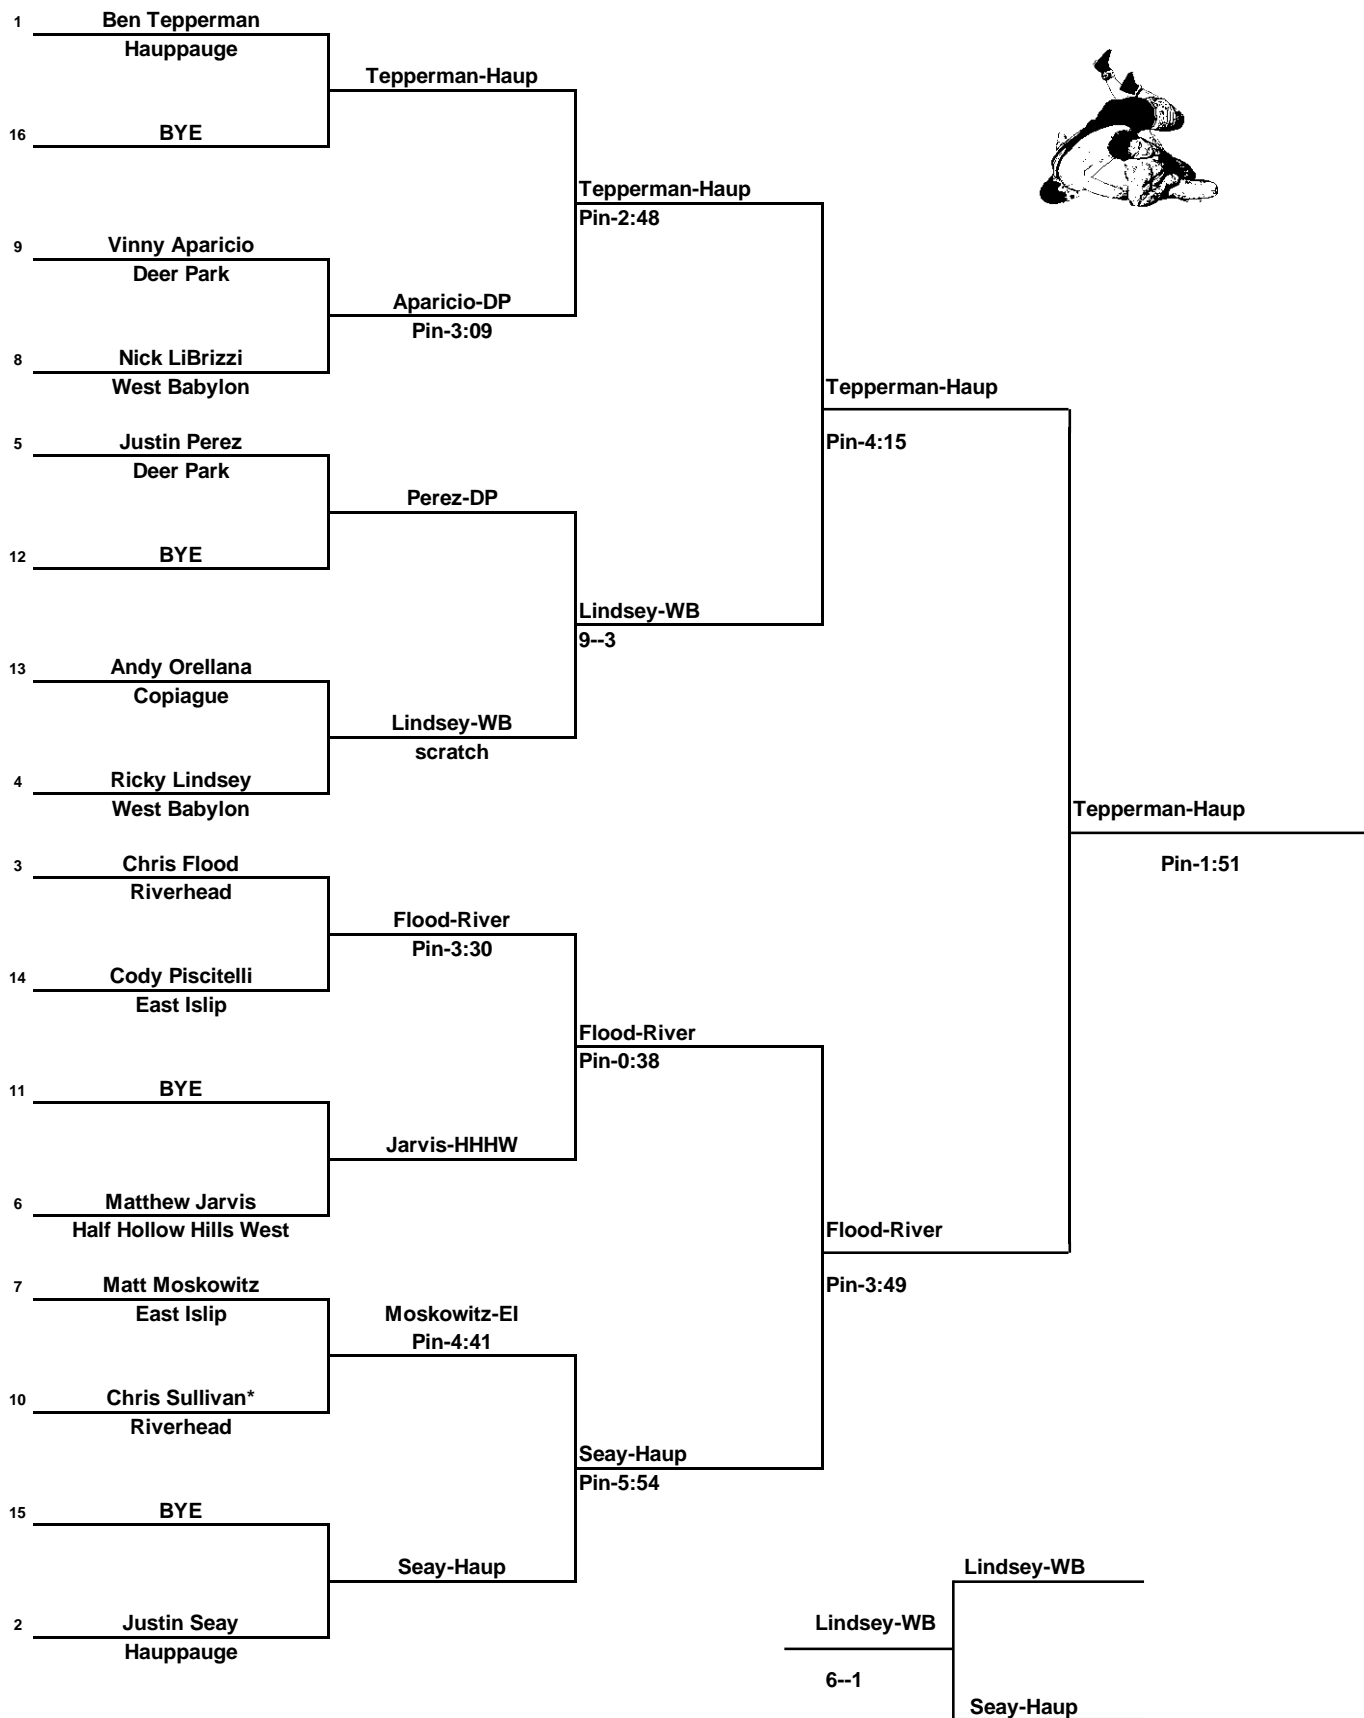 1 Ben Tepperman
Hauppauge
Tepperman-Haup
16 BYE
Tepperman-Haup
Pin-2:48
9 Vinny Aparicio
Deer Park
Aparicio-DP
Pin-3:09
8 Nick LiBrizzi
West Babylon
Tepperman-Haup
Pin-4:15
5 Justin Perez
Deer Park
Perez-DP
12 BYE
Lindsey-WB
9--3
13 Andy Orellana
Copiague
Lindsey-WB
scratch
4 Ricky Lindsey
West Babylon
Tepperman-Haup
Pin-1:51
3 Chris Flood
Riverhead
Flood-River
Pin-3:30
14 Cody Piscitelli
East Islip
Flood-River
Pin-0:38
11 BYE
Jarvis-HHHW
6 Matthew Jarvis
Half Hollow Hills West
Flood-River
Pin-3:49
7 Matt Moskowitz
East Islip
Moskowitz-EI
Pin-4:41
10 Chris Sullivan*
Riverhead
Seay-Haup
Pin-5:54
15 BYE
Seay-Haup
2 Justin Seay
Hauppauge
Lindsey-WB
Lindsey-WB
6--1
Seay-Haup